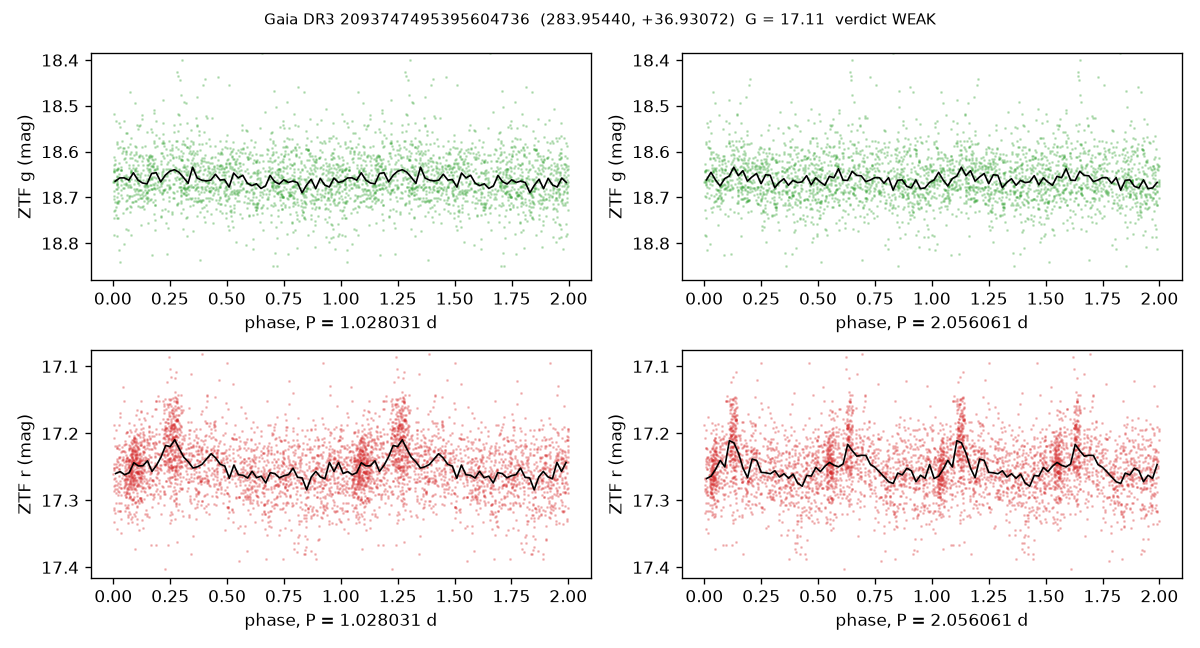 Gaia DR3 2093747495395604736 (283.95440, +36.93072) G = 17.11 verdict WEAK
ZTF g (mag)
18.4
18.5
18.6
18.7
18.8
0.00 0.25 0.50 0.75 1.00 1.25 1.50 1.75 2.00
phase, P = 1.028031 d
ZTF g (mag)
18.4
18.5
18.6
18.7
18.8
0.00 0.25 0.50 0.75 1.00 1.25 1.50 1.75 2.00
phase, P = 2.056061 d
ZTF r (mag)
17.1
17.2
17.3
17.4
0.00 0.25 0.50 0.75 1.00 1.25 1.50 1.75 2.00
phase, P = 1.028031 d
ZTF r (mag)
17.1
17.2
17.3
17.4
0.00 0.25 0.50 0.75 1.00 1.25 1.50 1.75 2.00
phase, P = 2.056061 d